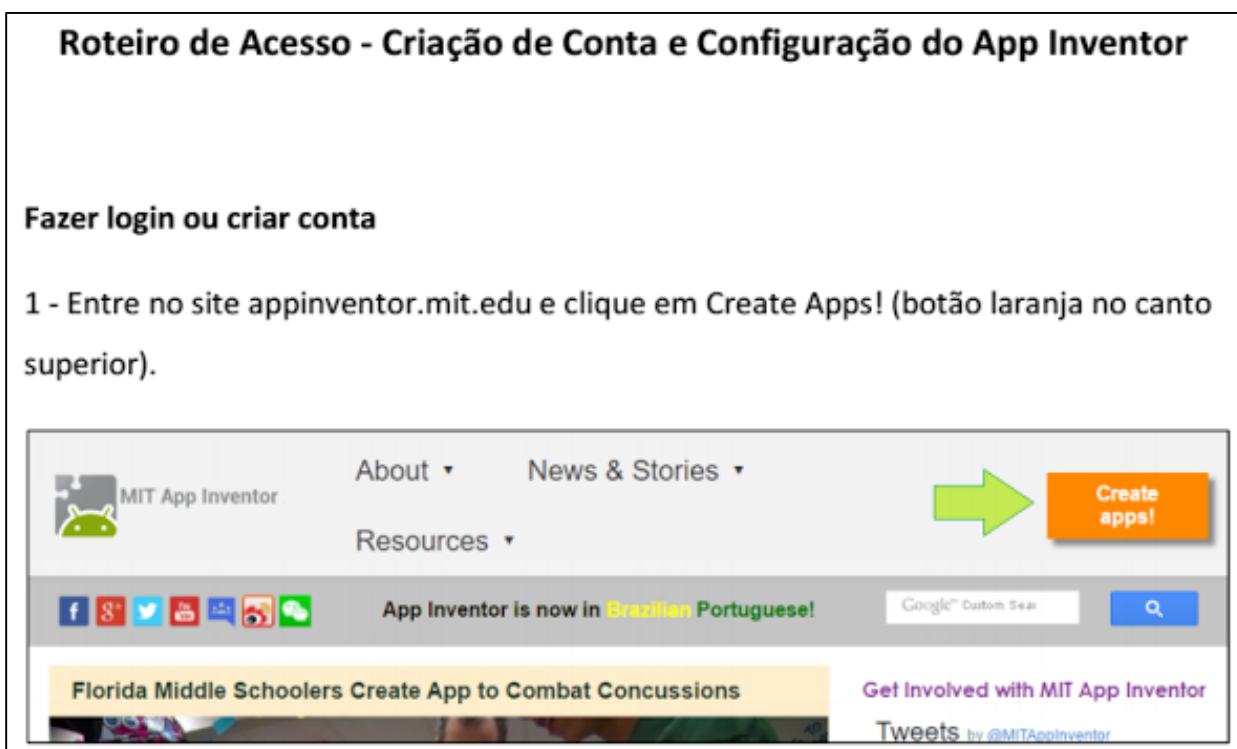 Roteiro de Acesso - Criação de Conta e Configuração do App Inventor
Fazer login ou criar conta
1 - Entre no site appinventor.mit.edu e clique em Create Apps! (botão laranja no canto
superior).
MIT App Inventor
About
News & Stories
Resources
Create
apps!
App Inventor is now in Brazilian Portuguese!
Google™ Custom Sear
Florida Middle Schoolers Create App to Combat Concussions
Get Involved with MIT App Inventor
Tweets by @MITAppInventor